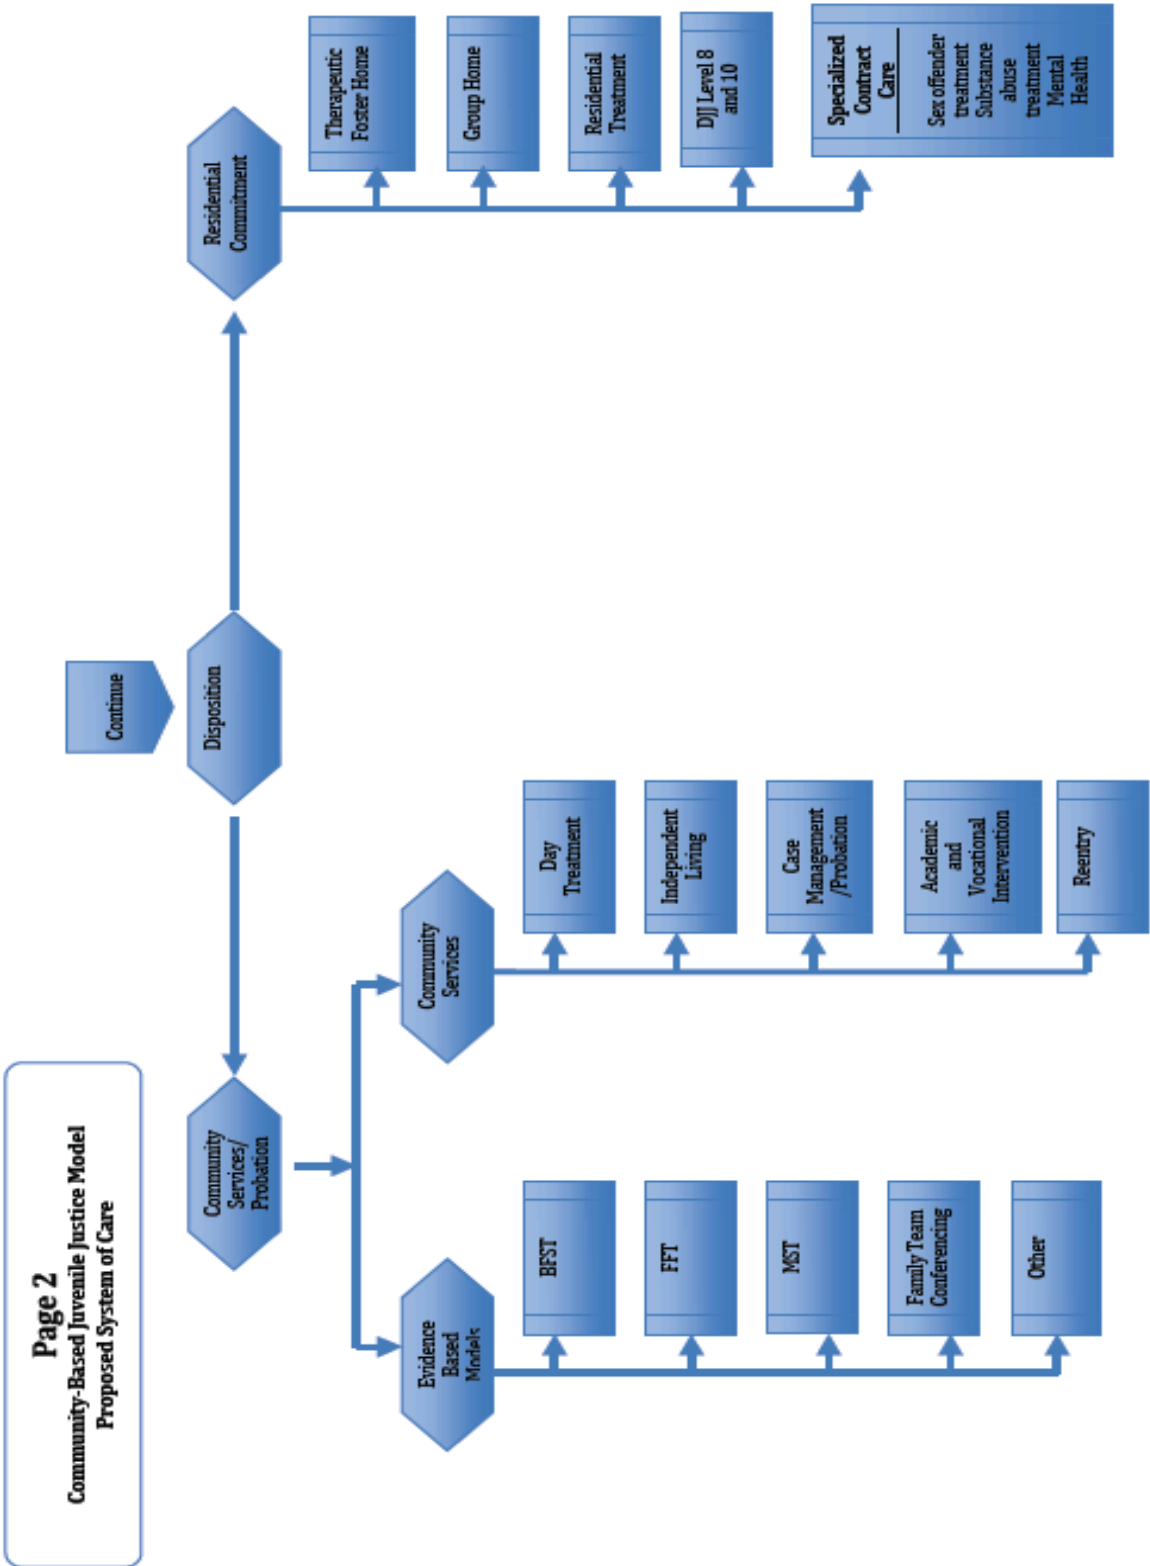 Page 2
Community-Based Juvenile Justice Model
Proposed System of Care
Continue
Disposition
Community
Services/
Probation
Residential
Commitment
Evidence
Based
Models
BFST
FFT
MST
Family Team
Conferencing
Other
Community
Services
Day
Treatment
Independent
Living
Case
Management
/Probation
Academic
and
Vocational
Intervention
Reentry
Therapeutic
Foster Home
Group Home
Residential
Treatment
DJJ Level 8
and 10
Specialized
Contract
Care
Sex offender
treatment
Substance
abuse
treatment
Mental
Health